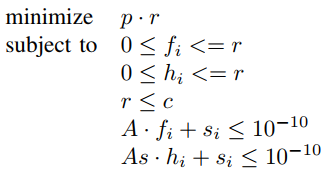 minimize p · r
subject to 0 ≤ f_i <= r
0 ≤ h_i <= r
r ≤ c
A · f_i + s_i ≤ 10^{-10}
As · h_i + s_i ≤ 10^{-10}